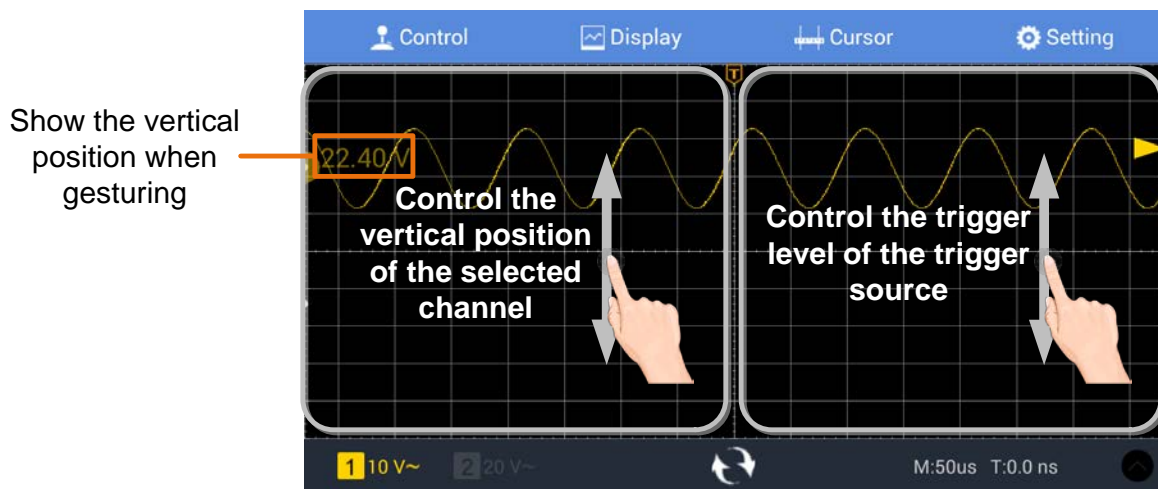 Control Display Cursor Setting
T
Show the vertical
position when
gesturing
22.40 V
Control the
vertical position
of the selected
channel
Control the trigger
level of the trigger
source
1 10 V~ 2 20 V~ M:50us T:0.0 ns